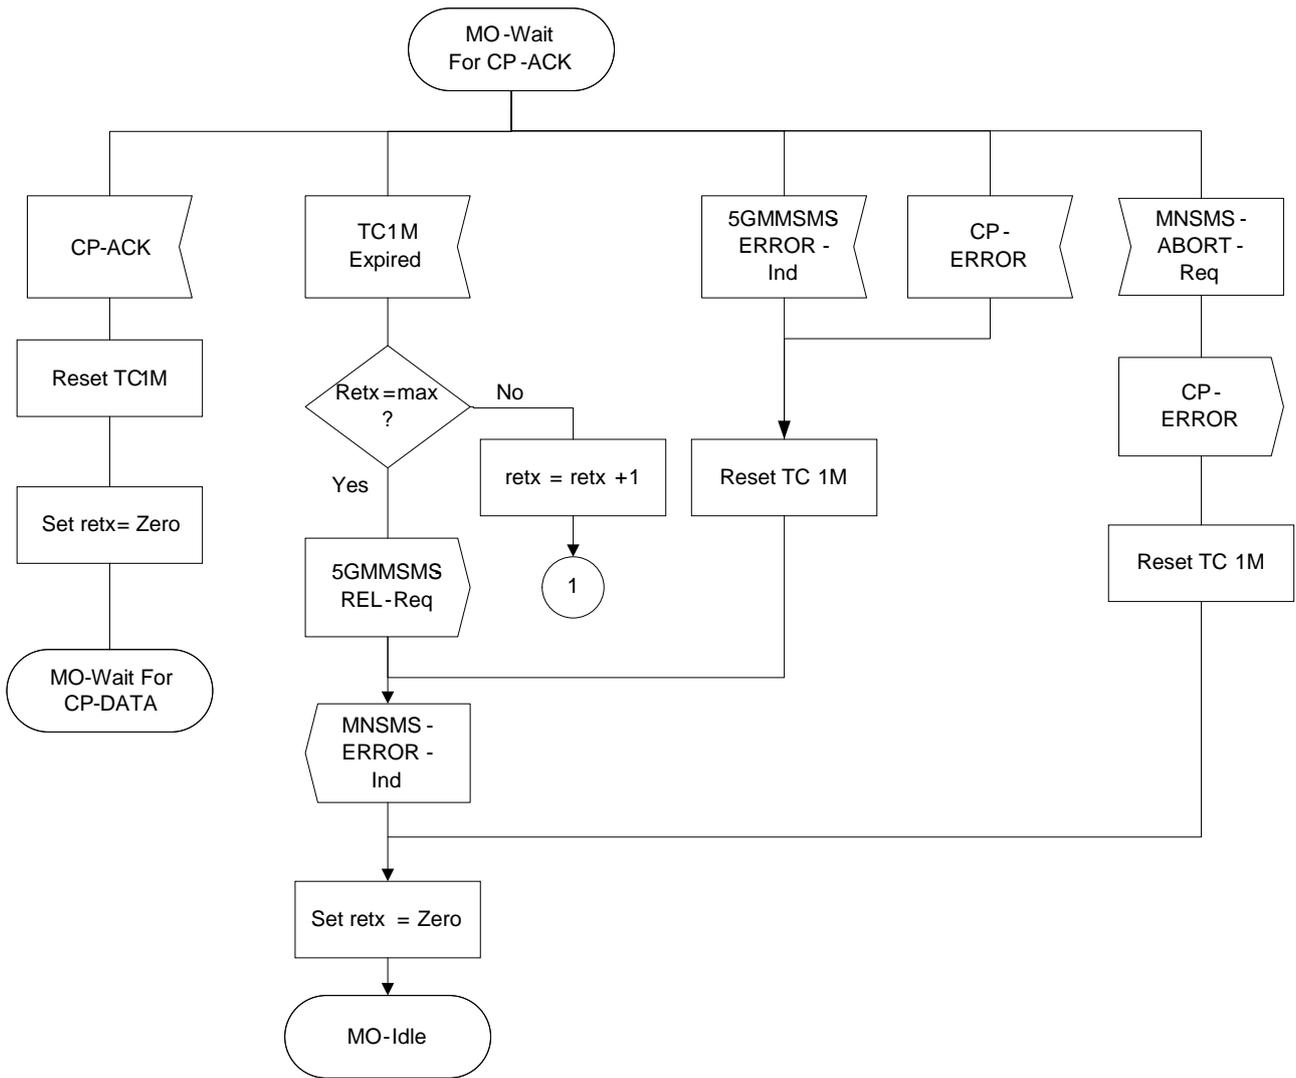 MO-Wait
For CP-ACK
CP-ACK
TC1M
Expired
5GMMSMS-
ERROR-
Ind
CP-
ERROR
MNSMS-
ABORT-
Req
Reset TC1M
Retx=max
?
No
CP-
ERROR
retx = retx +1
Reset TC 1M
Yes
Set retx= Zero
Reset TC 1M
5GMMSMS-
REL-Req
1
MO-Wait For
CP-DATA
MNSMS-
ERROR-
Ind
Set retx = Zero
MO-Idle